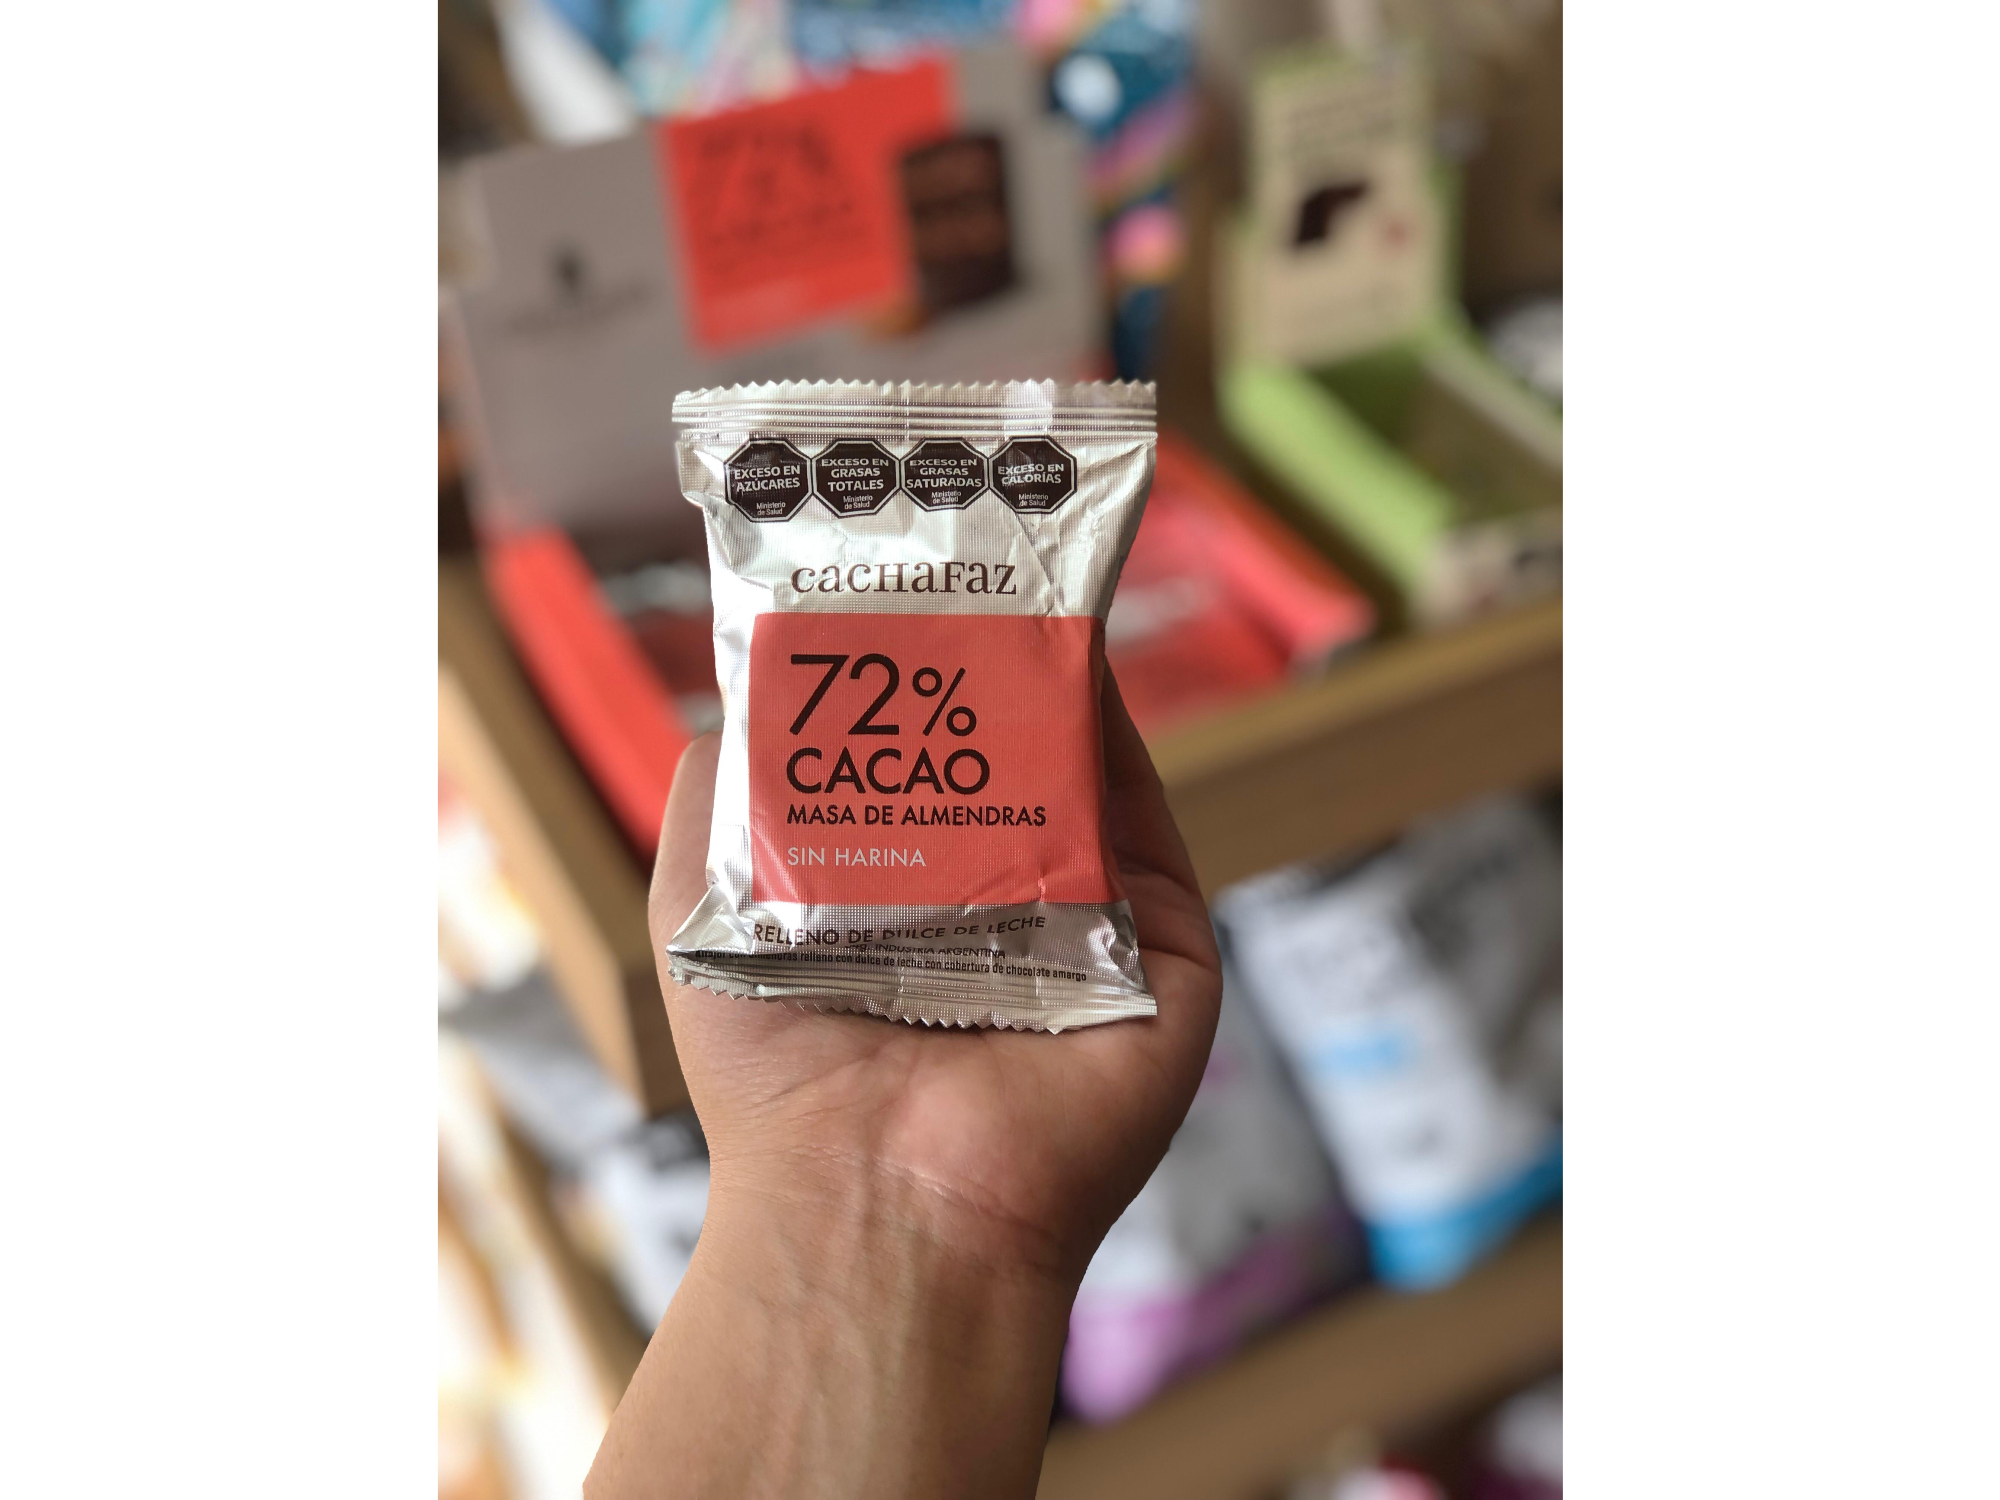 EXCESO EN
AZÚCARES
Ministerio
de Salud
EXCESO EN
GRASAS
TOTALES
Ministerio
de Salud
EXCESO EN
GRASAS
SATURADAS
Ministerio
de Salud
EXCESO EN
CALORÍAS
Ministerio
de Salud
cacHaFaz
72%
CACAO
MASA DE ALMENDRAS
SIN HARINA
RELLENO DE DULCE DE LECHE
INDUSTRIA ARGENTINA
almendras relleno con dulce de leche con cobertura de chocolate amargo